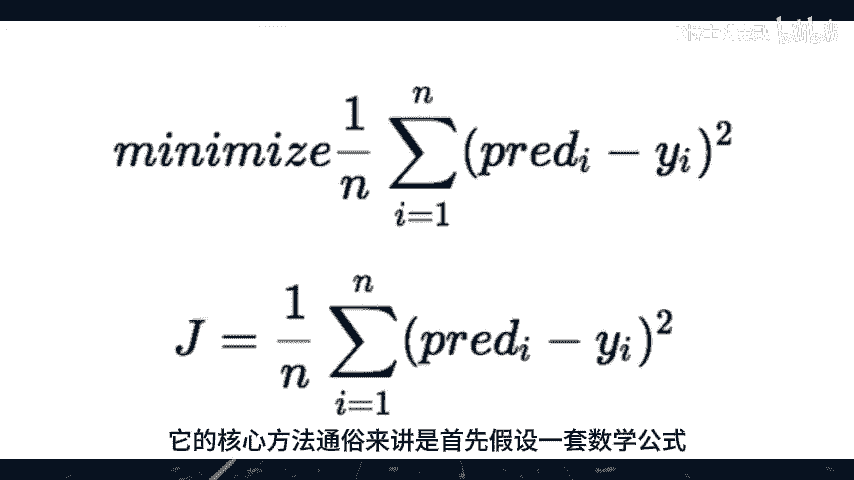 minimize \frac{1}{n} \sum_{i=1}^{n} (pred_i - y_i)^2
J = \frac{1}{n} \sum_{i=1}^{n} (pred_i - y_i)^2
它的核心方法通俗来讲是首先假设一套数学公式